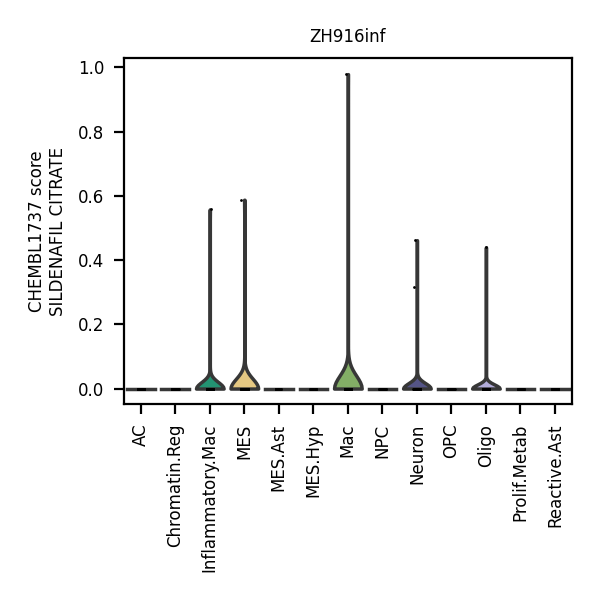 ZH916inf
CHEMBL1737 score
SILDENAFIL CITRATE
1.0
0.8
0.6
0.4
0.2
0.0
AC
Chromatin.Reg
Inflammatory.Mac
MES
MES.Ast
MES.Hyp
Mac
NPC
Neuron
OPC
Oligo
Prolif.Metab
Reactive.Ast